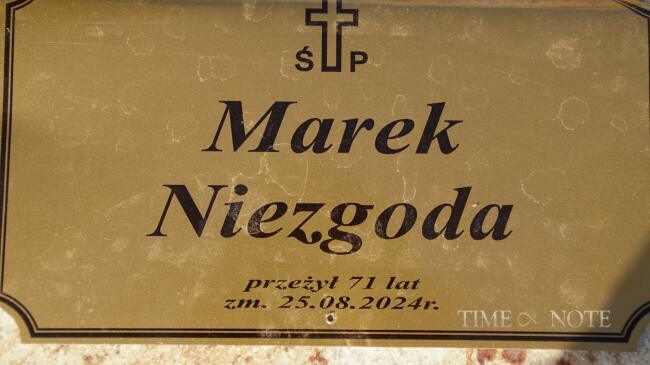 Ś P
Marek
Niezgoda
przeżył 71 lat
zm. 25.08.2024r.
TIME NOTE